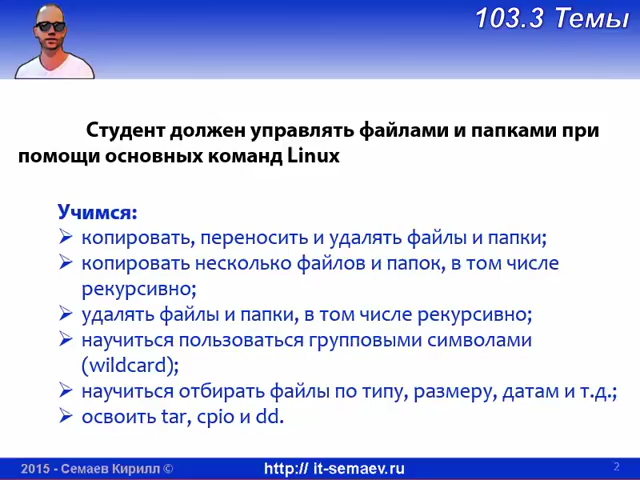 103.3 Темы
Студент должен управлять файлами и папками при
помощи основных команд Linux
Учимся:
копировать, переносить и удалять файлы и папки;
копировать несколько файлов и папок, в том числе
рекурсивно;
удалять файлы и папки, в том числе рекурсивно;
научиться пользоваться групповыми символами
(wildcard);
научиться отбирать файлы по типу, размеру, датам и т.д.;
освоить tar, cpio и dd.
2015 - Семаев Кирилл © http:// it-semaev.ru 2